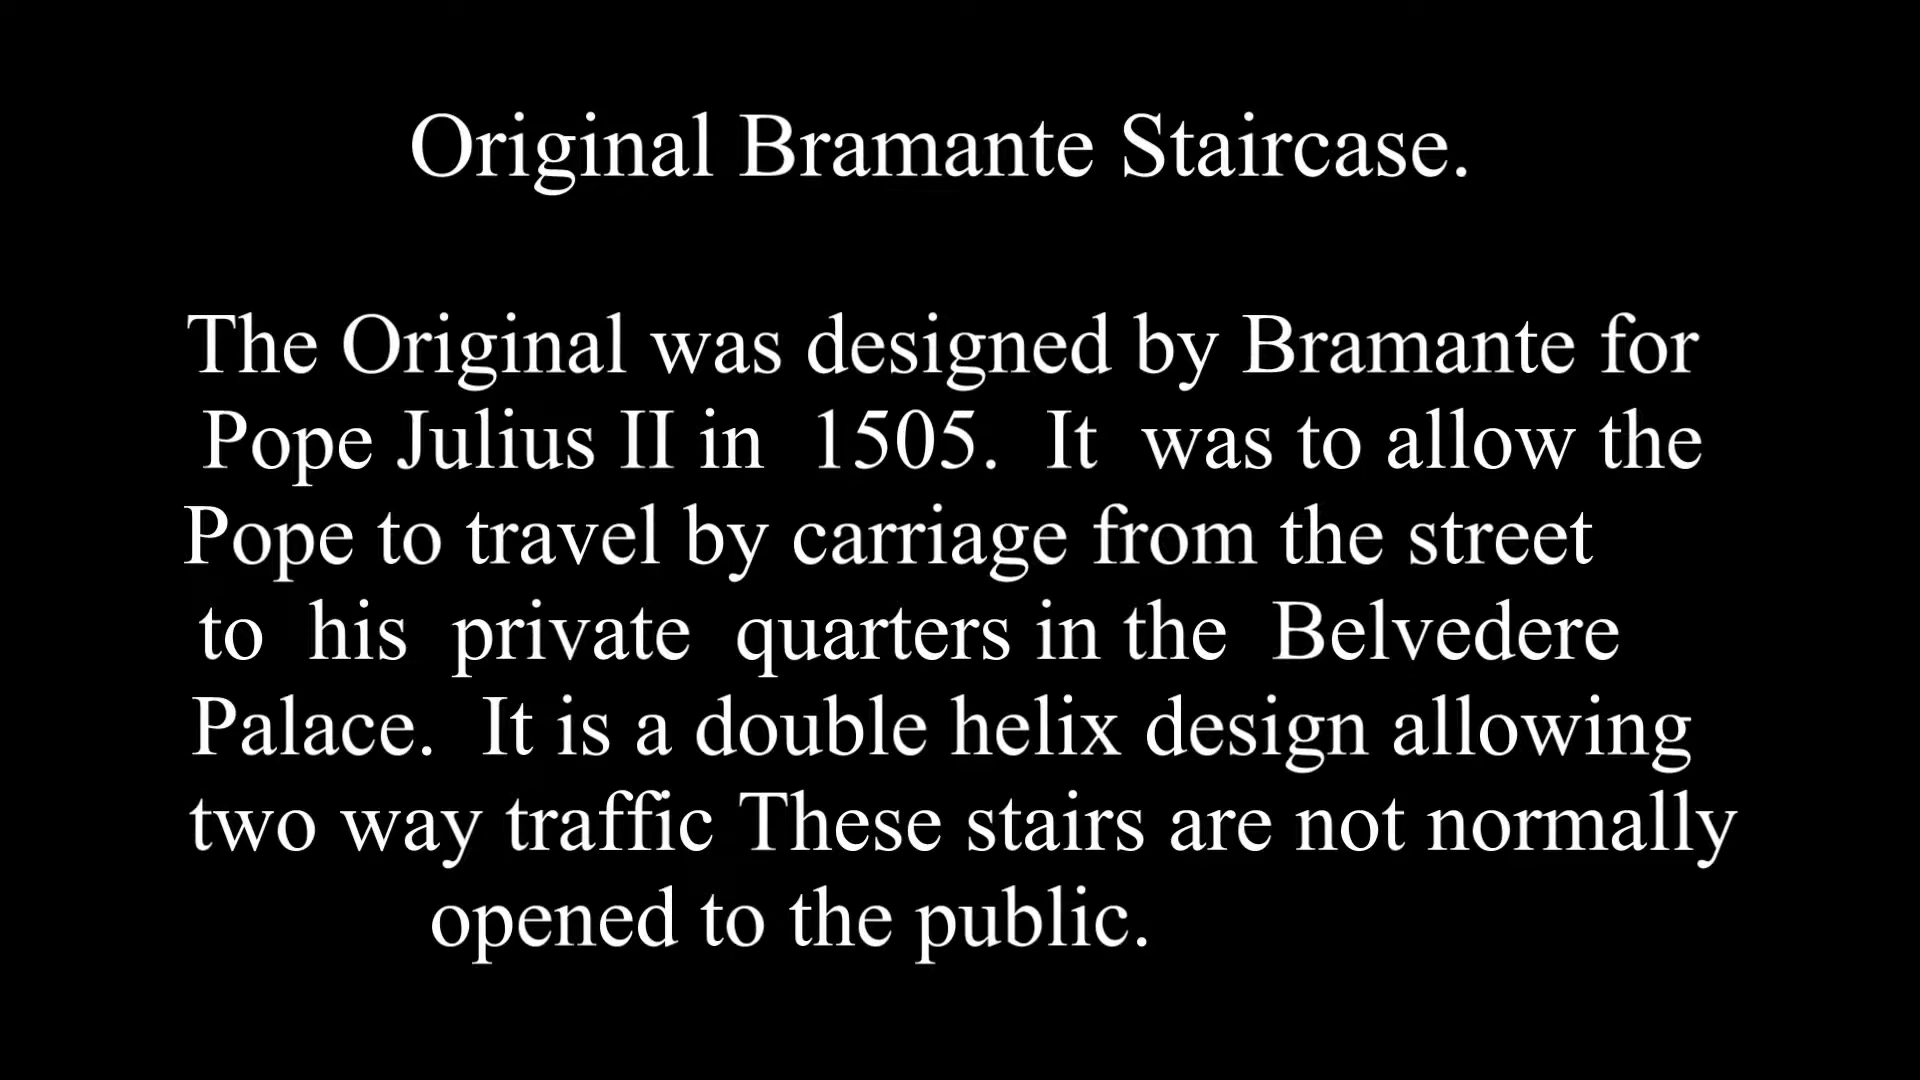 Original Bramante Staircase.
The Original was designed by Bramante for
Pope Julius II in 1505. It was to allow the
Pope to travel by carriage from the street
to his private quarters in the Belvedere
Palace. It is a double helix design allowing
two way traffic These stairs are not normally
opened to the public.